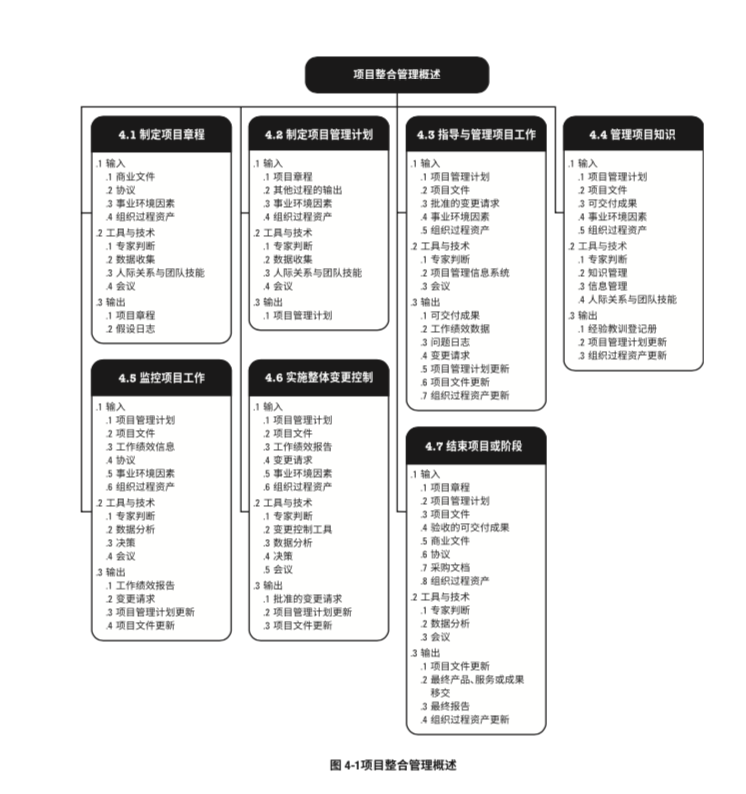 项目整合管理概述
4.1 制定项目章程
.1 输入
.1 商业文件
.2 协议
.3 事业环境因素
.4 组织过程资产
.2 工具与技术
.1 专家判断
.2 数据收集
.3 人际关系与团队技能
.4 会议
.3 输出
.1 项目章程
.2 假设日志
4.2 制定项目管理计划
.1 输入
.1 项目章程
.2 其他过程的输出
.3 事业环境因素
.4 组织过程资产
.2 工具与技术
.1 专家判断
.2 数据收集
.3 人际关系与团队技能
.4 会议
.3 输出
.1 项目管理计划
4.3 指导与管理项目工作
.1 输入
.1 项目管理计划
.2 项目文件
.3 批准的变更请求
.4 事业环境因素
.5 组织过程资产
.2 工具与技术
.1 专家判断
.2 项目管理信息系统
.3 会议
.3 输出
.1 可交付成果
.2 工作绩效数据
.3 问题日志
.4 变更请求
.5 项目管理计划更新
.6 项目文件更新
.7 组织过程资产更新
4.4 管理项目知识
.1 输入
.1 项目管理计划
.2 项目文件
.3 可交付成果
.4 事业环境因素
.5 组织过程资产
.2 工具与技术
.1 专家判断
.2 知识管理
.3 信息管理
.4 人际关系与团队技能
.3 输出
.1 经验教训登记册
.2 项目管理计划更新
.3 组织过程资产更新
4.5 监控项目工作
.1 输入
.1 项目管理计划
.2 项目文件
.3 工作绩效信息
.4 协议
.5 事业环境因素
.6 组织过程资产
.2 工具与技术
.1 专家判断
.2 数据分析
.3 决策
.4 会议
.3 输出
.1 工作绩效报告
.2 变更请求
.3 项目管理计划更新
.4 项目文件更新
4.6 实施整体变更控制
.1 输入
.1 项目管理计划
.2 项目文件
.3 工作绩效报告
.4 变更请求
.5 事业环境因素
.6 组织过程资产
.2 工具与技术
.1 专家判断
.2 变更控制工具
.3 数据分析
.4 决策
.5 会议
.3 输出
.1 批准的变更请求
.2 项目管理计划更新
.3 项目文件更新
4.7 结束项目或阶段
.1 输入
.1 项目章程
.2 项目管理计划
.3 项目文件
.4 验收的可交付成果
.5 商业文件
.6 协议
.7 采购文档
.8 组织过程资产
.2 工具与技术
.1 专家判断
.2 数据分析
.3 会议
.3 输出
.1 项目文件更新
.2 最终产品、服务或成果
移交
.3 最终报告
.4 组织过程资产更新
图 4-1项目整合管理概述